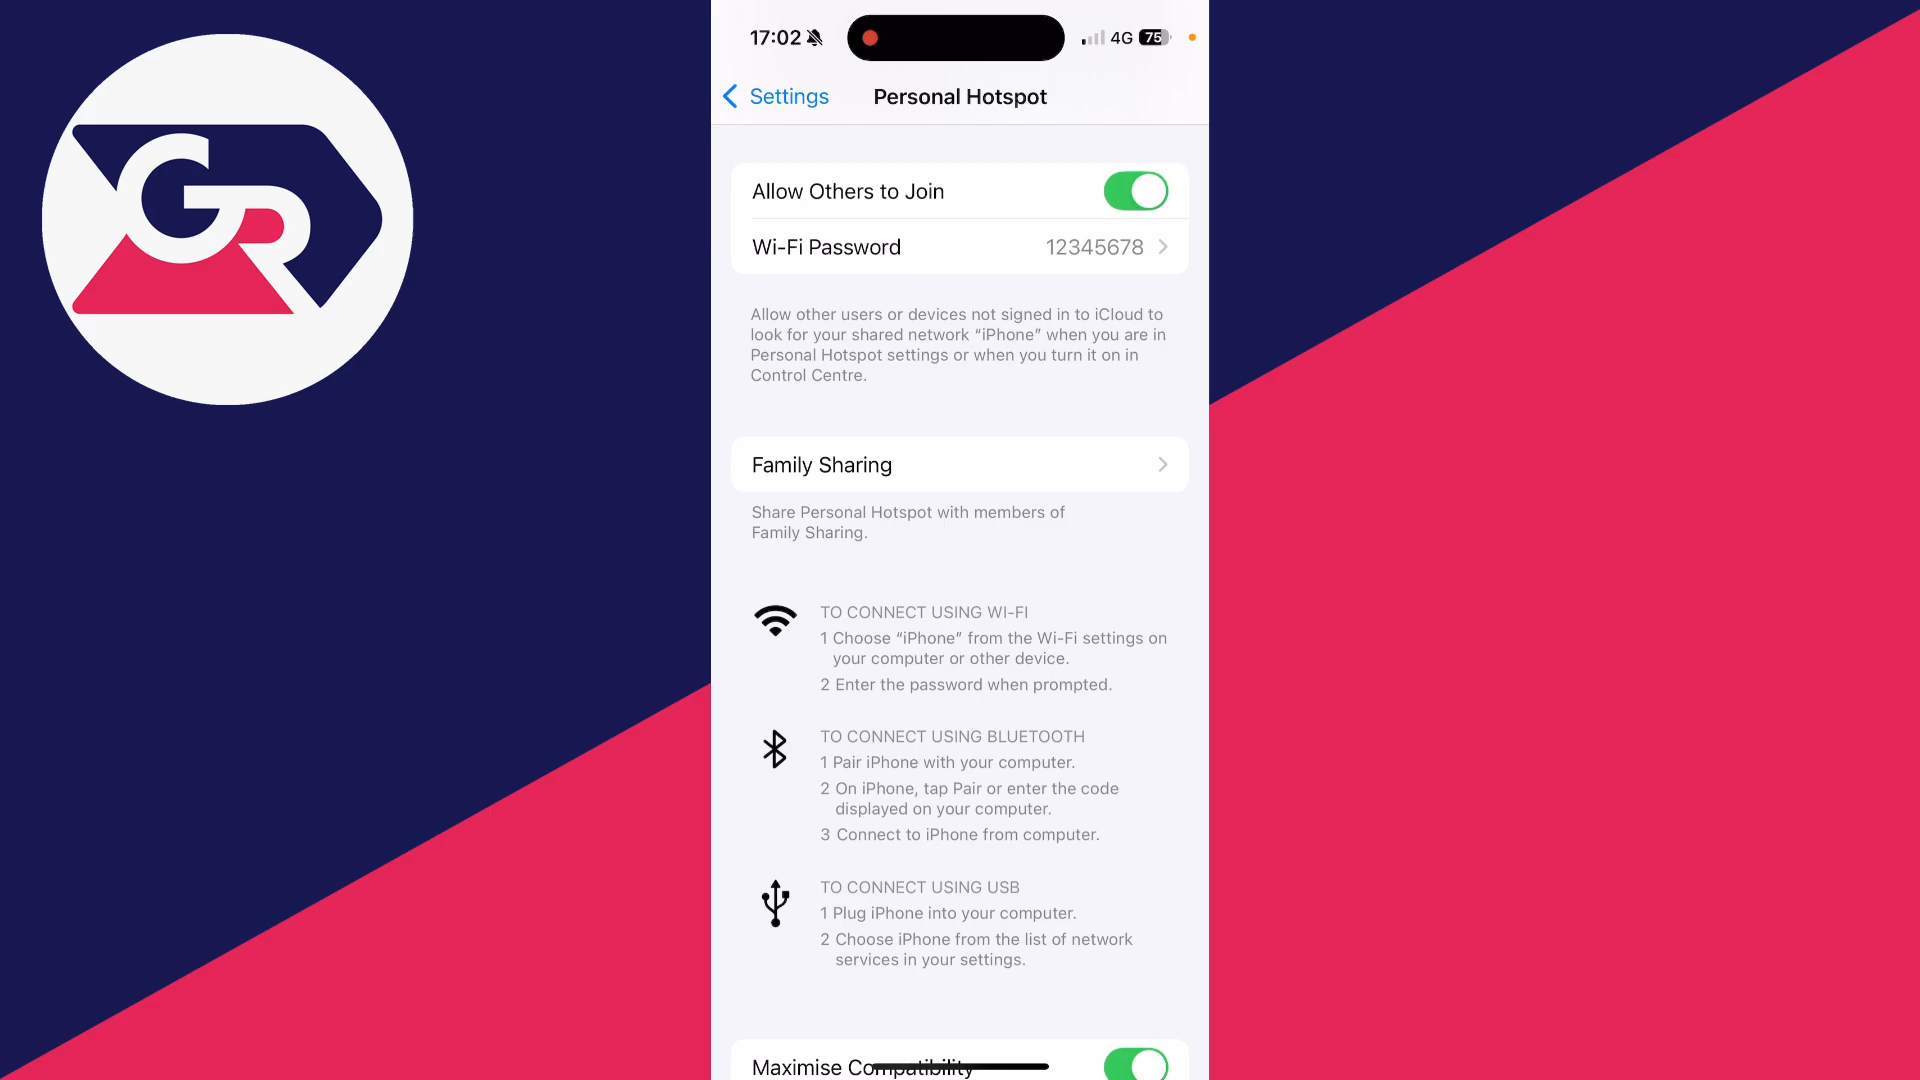 GR
17:02
4G
75
Settings
Personal Hotspot
Allow Others to Join
Wi-Fi Password
12345678
Allow other users or devices not signed in to iCloud to
look for your shared network “iPhone” when you are in
Personal Hotspot settings or when you turn it on in
Control Centre.
Family Sharing
Share Personal Hotspot with members of
Family Sharing.
TO CONNECT USING WI-FI
1 Choose “iPhone” from the Wi-Fi settings on
your computer or other device.
2 Enter the password when prompted.
TO CONNECT USING BLUETOOTH
1 Pair iPhone with your computer.
2 On iPhone, tap Pair or enter the code
displayed on your computer.
3 Connect to iPhone from computer.
TO CONNECT USING USB
1 Plug iPhone into your computer.
2 Choose iPhone from the list of network
services in your settings.
Maximise Compatibility